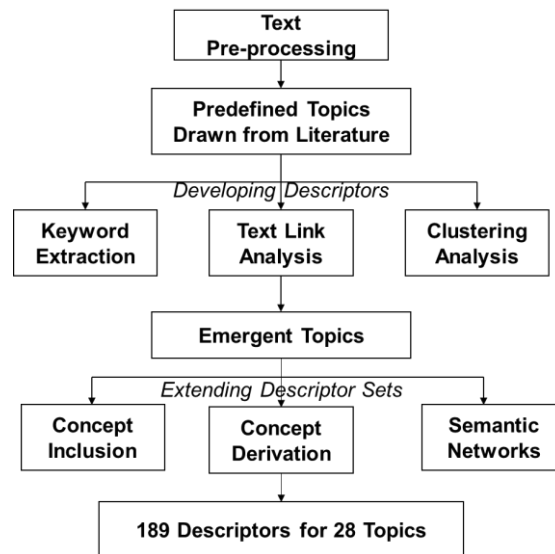 Text
Pre-processing
Predefined Topics
Drawn from Literature
Developing Descriptors
Keyword
Extraction
Text Link
Analysis
Clustering
Analysis
Emergent Topics
Extending Descriptor Sets
Concept
Inclusion
Concept
Derivation
Semantic
Networks
189 Descriptors for 28 Topics